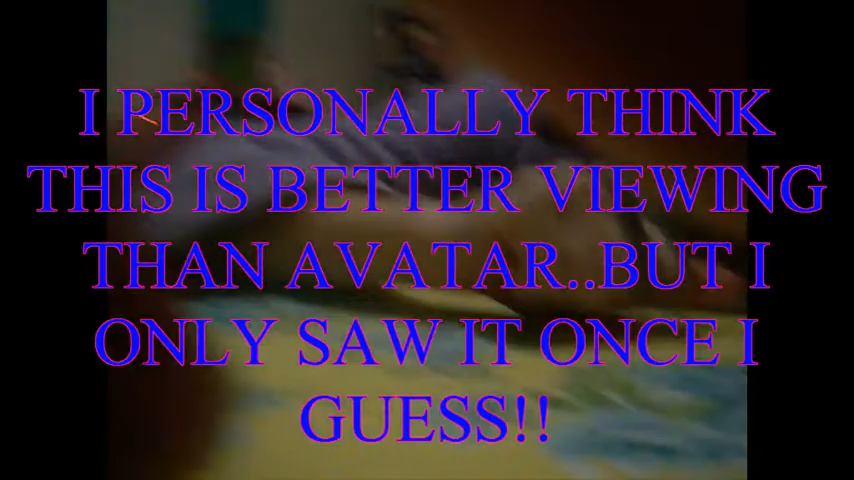 I PERSONALLY THINK
THIS IS BETTER VIEWING
THAN AVATAR..BUT I
ONLY SAW IT ONCE I
GUESS!!